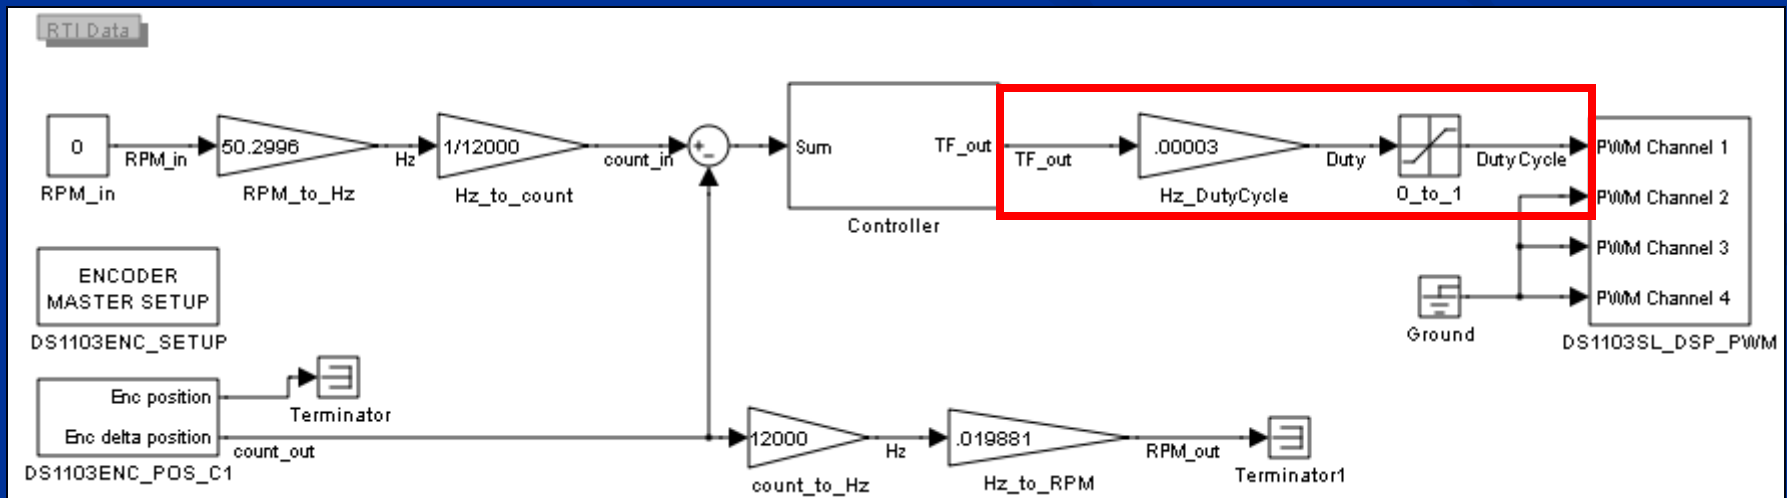 RTI Data
0
RPM_in
RPM_in
50.2996
RPM_to_Hz
Hz
1/12000
Hz_to_count
count_in
+
-
Sum
TF_out
Controller
TF_out
.00003
Hz_DutyCycle
Duty
0_to_1
DutyCycle
PWM Channel 1
PWM Channel 2
PWM Channel 3
PWM Channel 4
DS1103SL_DSP_PWM
Ground
ENCODER
MASTER SETUP
DS1103ENC_SETUP
Enc position
Enc delta position
DS1103ENC_POS_C1
Terminator
count_out
12000
count_to_Hz
Hz
.019881
Hz_to_RPM
RPM_out
Terminator1